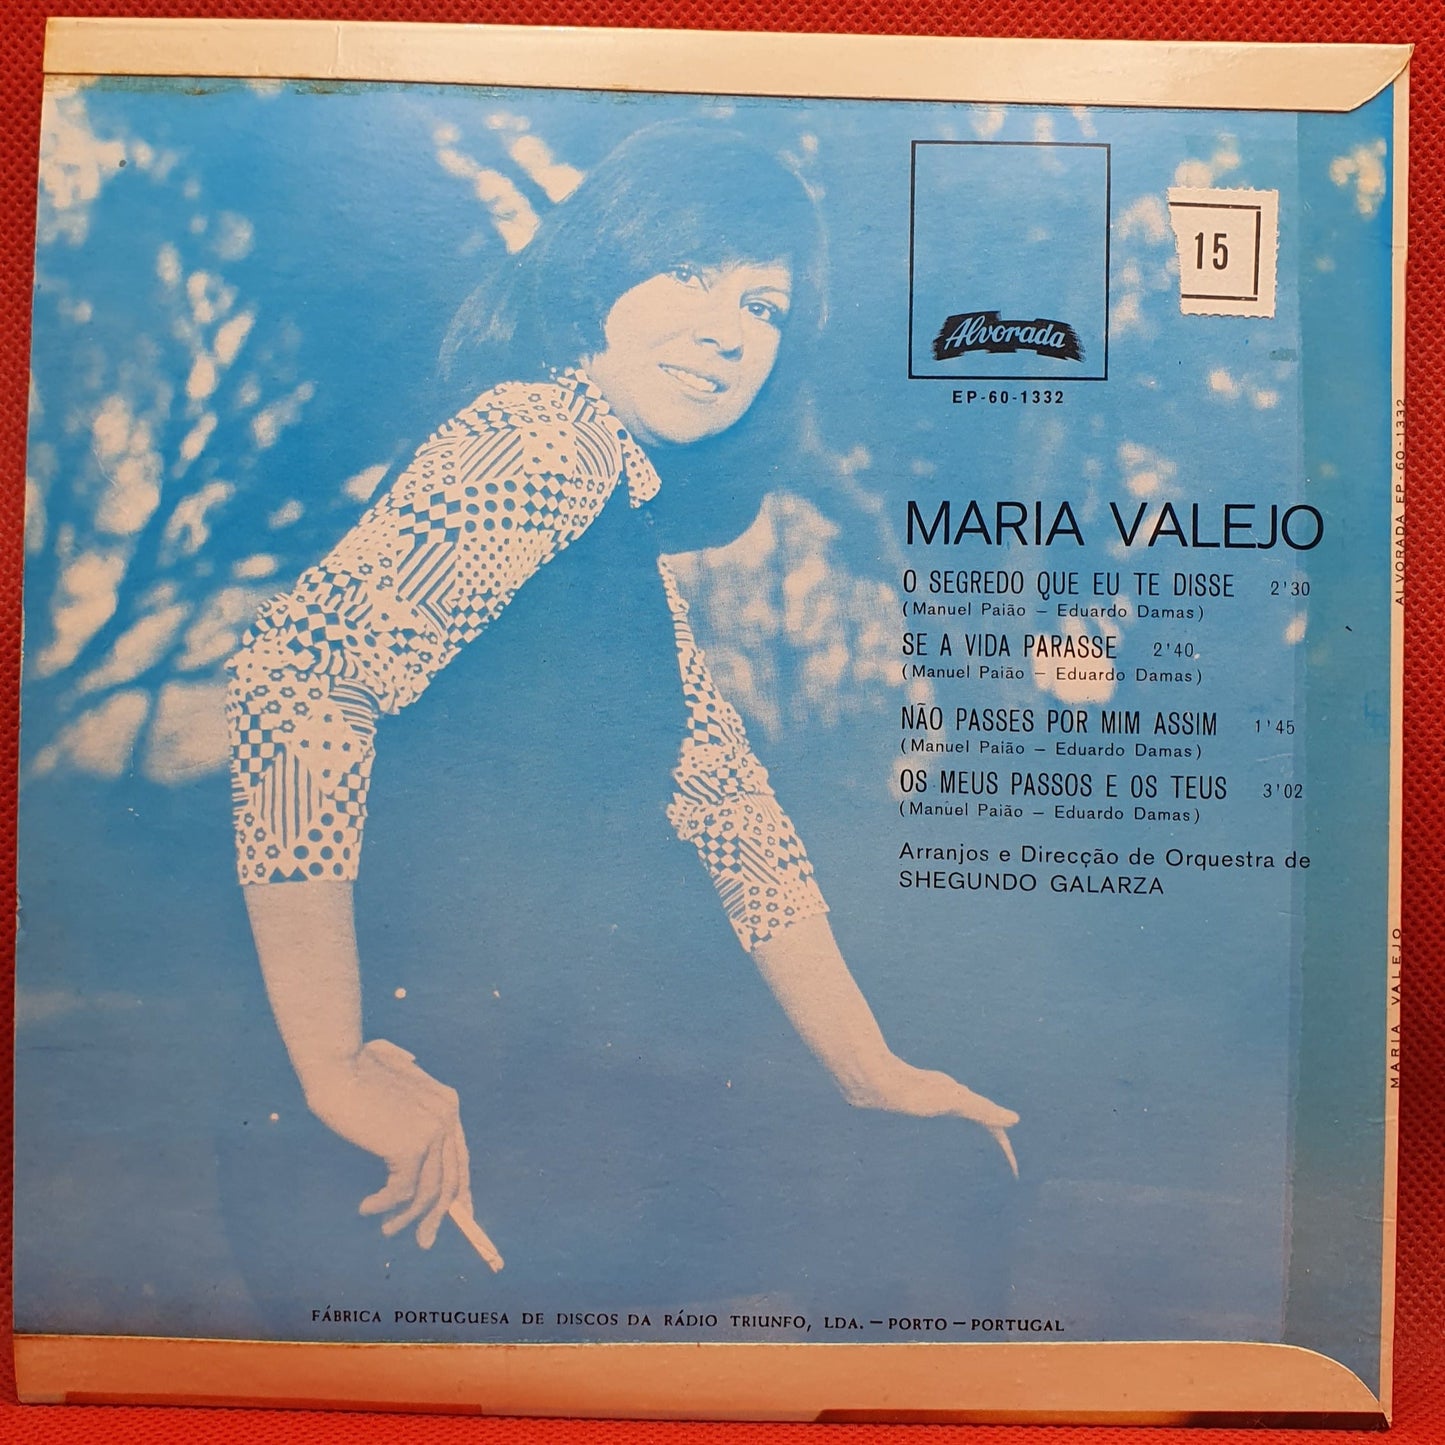 Alvorada
EP-60-1332
15
MARIA VALEJO
O SEGREDO QUE EU TE DISSE 2'30
(Manuel Paião – Eduardo Damas)
SE A VIDA PARASSE 2'40
(Manuel Paião – Eduardo Damas)
NÃO PASSES POR MIM ASSIM 1'45
(Manuel Paião – Eduardo Damas)
OS MEUS PASSOS E OS TEUS 3'02
(Manuel Paião – Eduardo Damas)
Arranjos e Direcção de Orquestra de
SHEGUNDO GALARZA
FÁBRICA PORTUGUESA DE DISCOS DA RÁDIO TRIUNFO, LDA. – PORTO – PORTUGAL
MARIA VALEJO
ALVORADA EP-60-1332